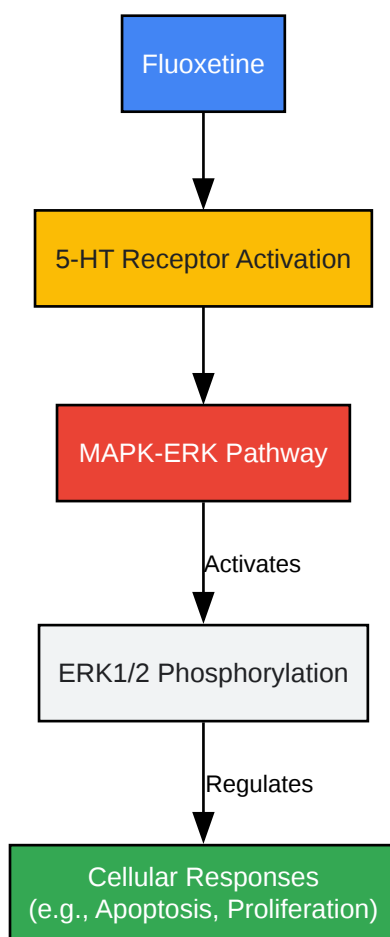 Fluoxetine
5-HT Receptor Activation
MAPK-ERK Pathway
Activates
ERK1/2 Phosphorylation
Regulates
Cellular Responses
(e.g., Apoptosis, Proliferation)